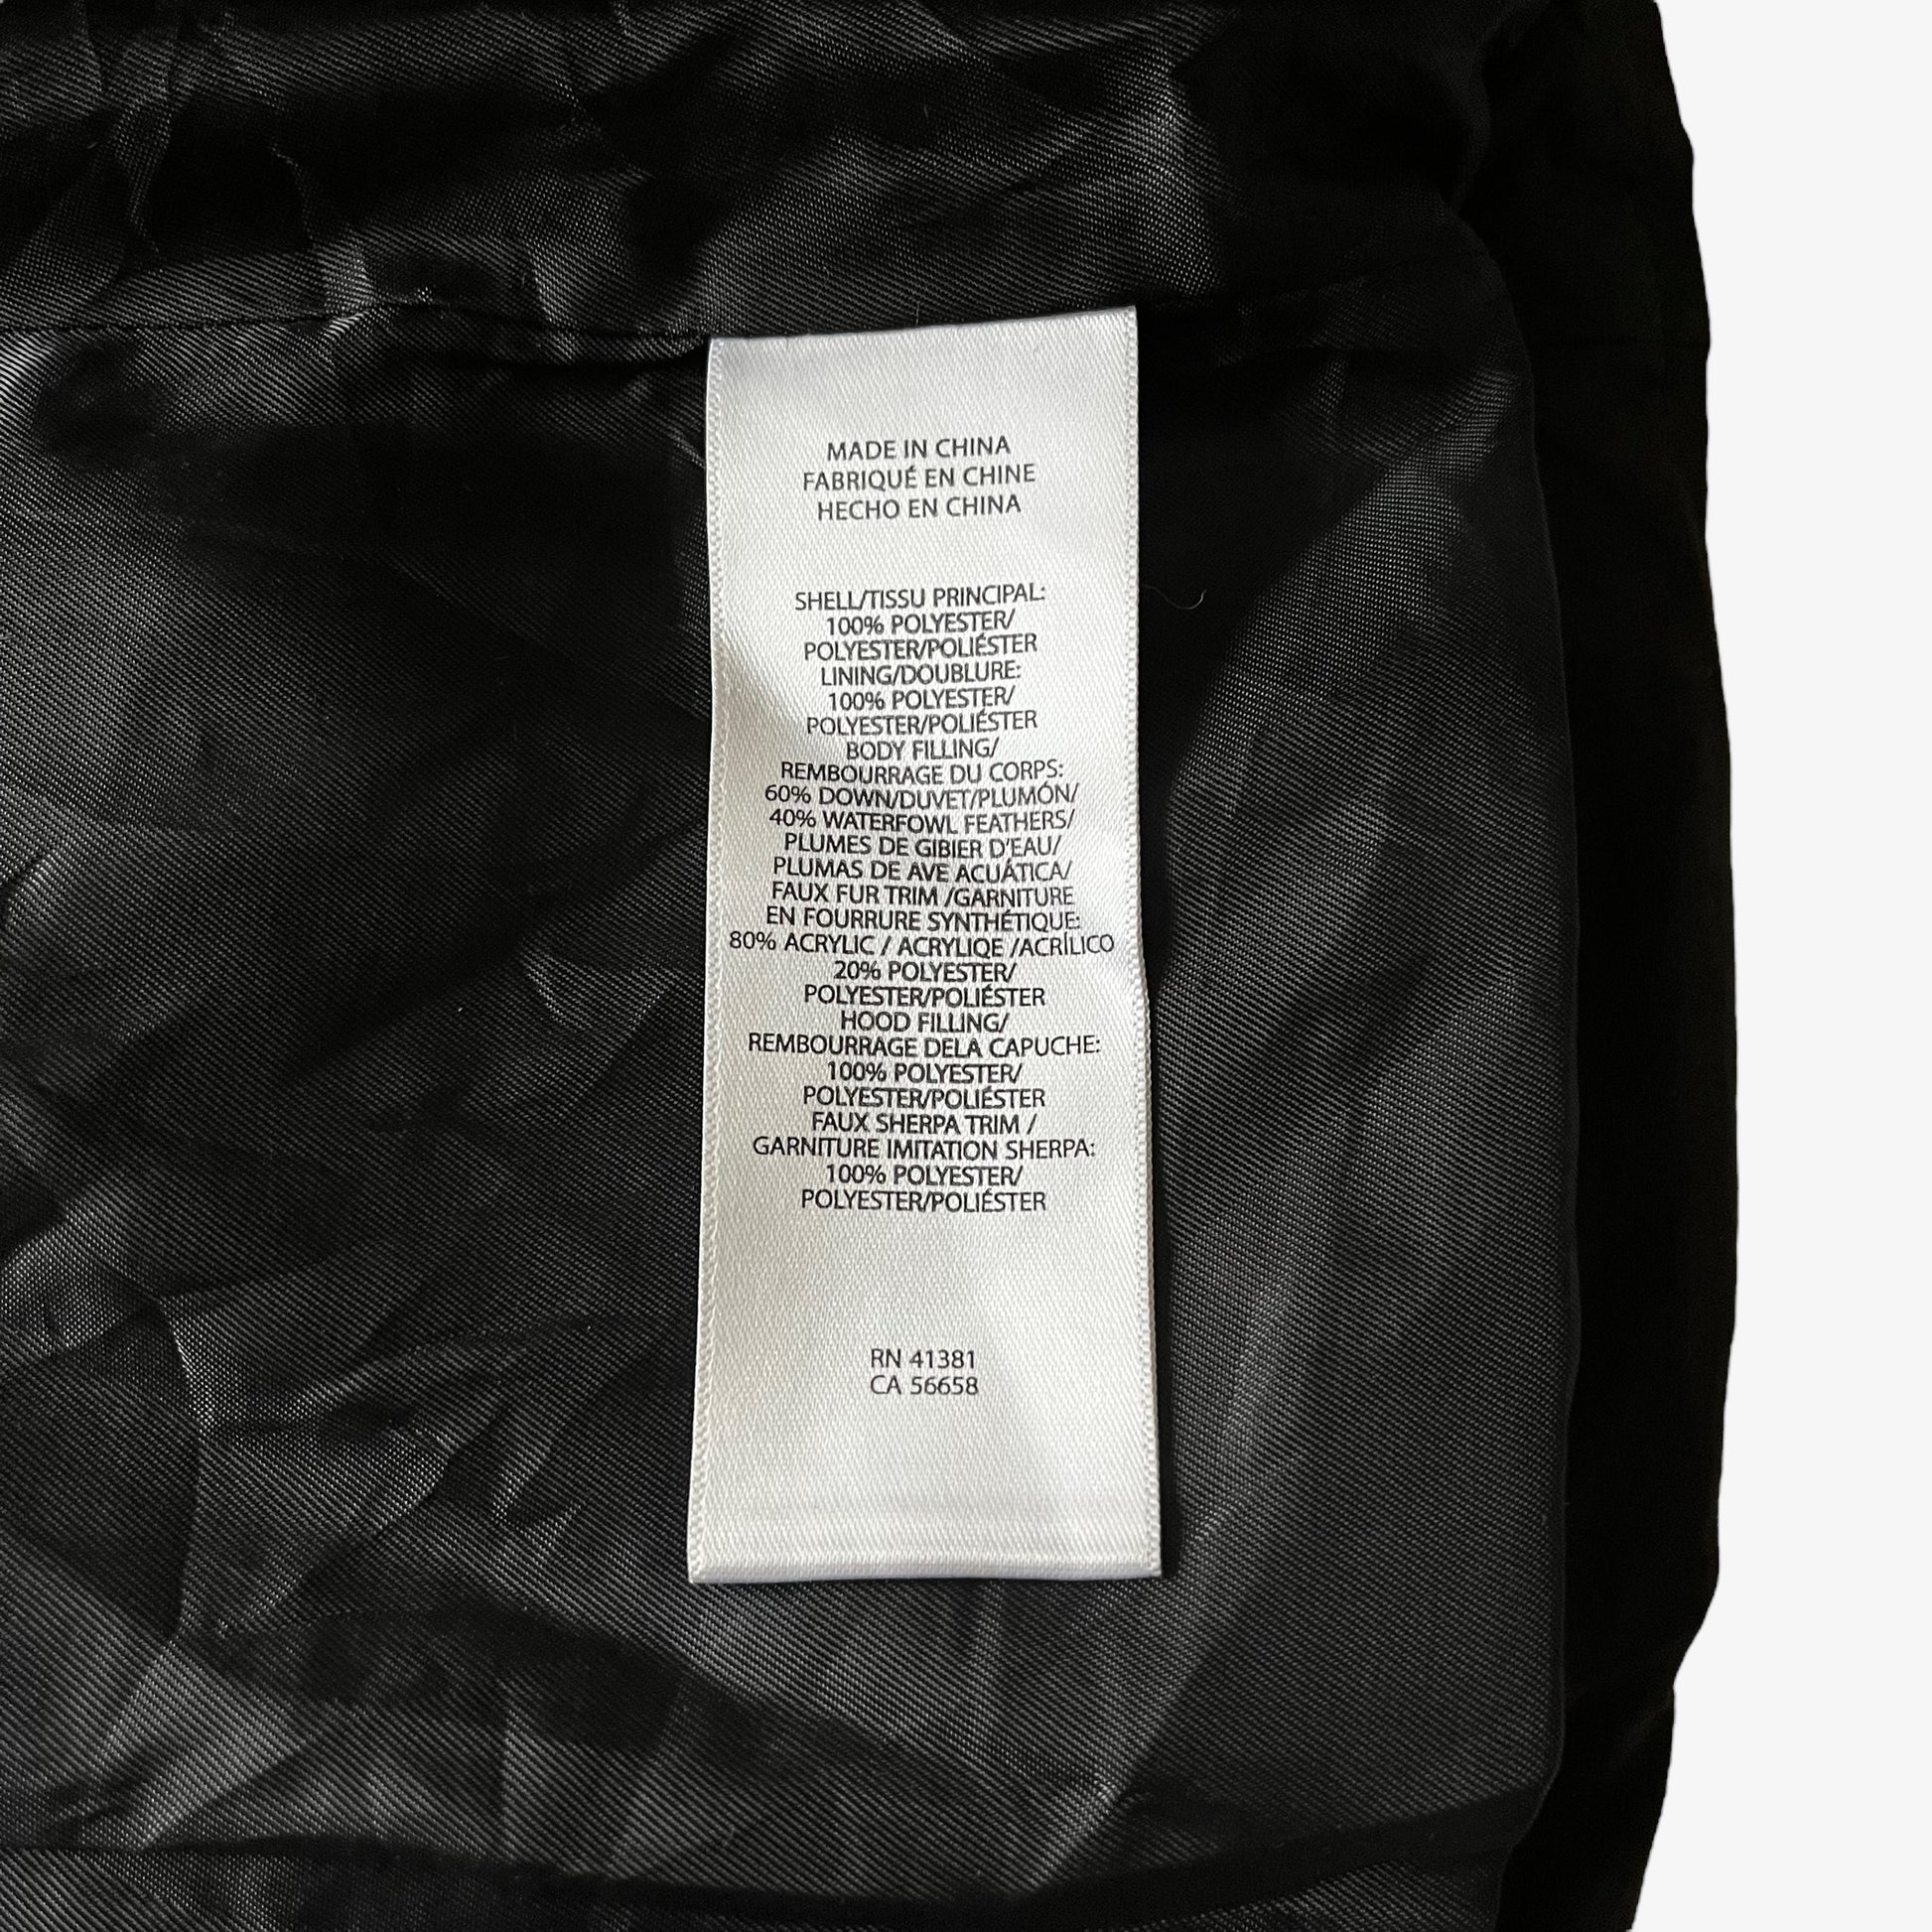 MADE IN CHINA
FABRIQUÉ EN CHINE
HECHO EN CHINA
SHELL/TISSU PRINCIPAL:
100% POLYESTER/
POLYESTER/POLIÉSTER
LINING/DOUBLURE:
100% POLYESTER/
POLYESTER/POLIÉSTER
BODY FILLING/
REMBOURRAGE DU CORPS:
60% DOWN/DUVET/PLUMÓN/
40% WATERFOWL FEATHERS/
PLUMES DE GIBIER D'EAU/
PLUMAS DE AVE ACUÁTICA/
FAUX FUR TRIM /GARNITURE
EN FOURRURE SYNTHÉTIQUE:
80% ACRYLIC / ACRYLIQE /ACRÍLICO
20% POLYESTER/
POLYESTER/POLIÉSTER
HOOD FILLING/
REMBOURRAGE DELA CAPUCHE:
100% POLYESTER/
POLYESTER/POLIÉSTER
FAUX SHERPA TRIM /
GARNITURE IMITATION SHERPA:
100% POLYESTER/
POLYESTER/POLIÉSTER
RN 41381
CA 56658